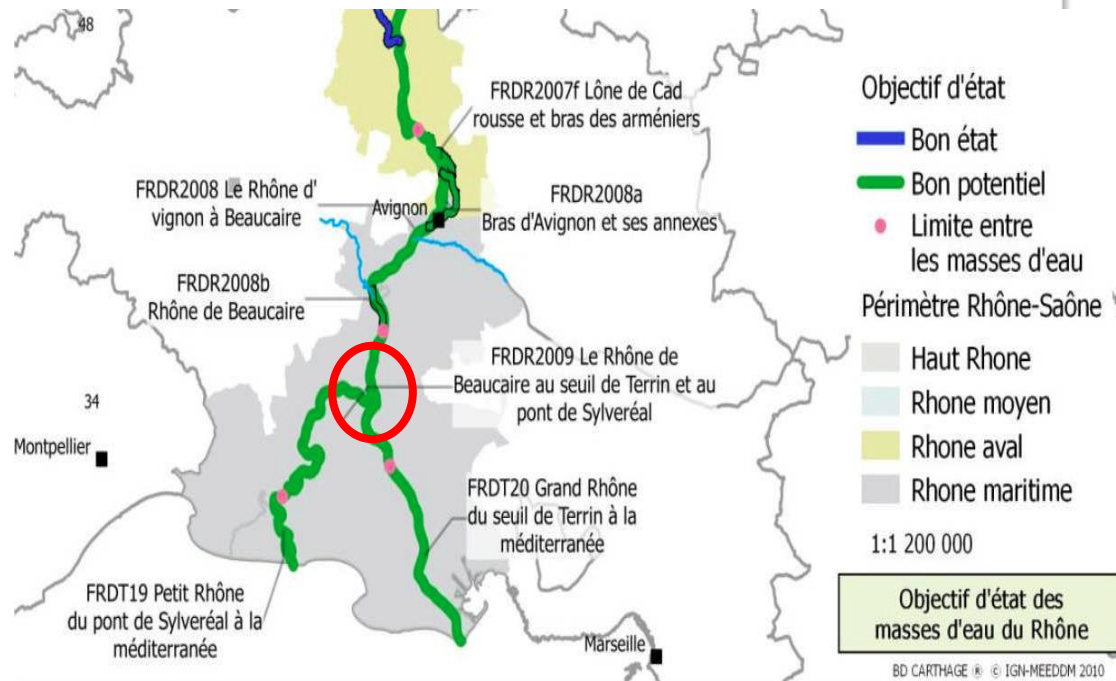 48
FRDR2007f Lône de Cad
rousse et bras des arméniers
FRDR2008 Le Rhône d'
vignon à Beaucaire
Avignon
FRDR2008a
Bras d'Avignon et ses annexes
FRDR2008b
Rhône de Beaucaire
FRDR2009 Le Rhône de
Beaucaire au seuil de Terrin et au
pont de Sylveréal
34
Montpellier
FRDT20 Grand Rhône
du seuil de Terrin à la
méditerranée
FRDT19 Petit Rhône
du pont de Sylveréal à la
méditerranée
Marseille
Objectif d'état
Bon état
Bon potentiel
Limite entre
les masses d'eau
Périmètre Rhône-Saône
Haut Rhone
Rhone moyen
Rhone aval
Rhone maritime
1:1 200 000
Objectif d'état des
masses d'eau du Rhône
BD CARTHAGE ® © IGN-MEEDDM 2010